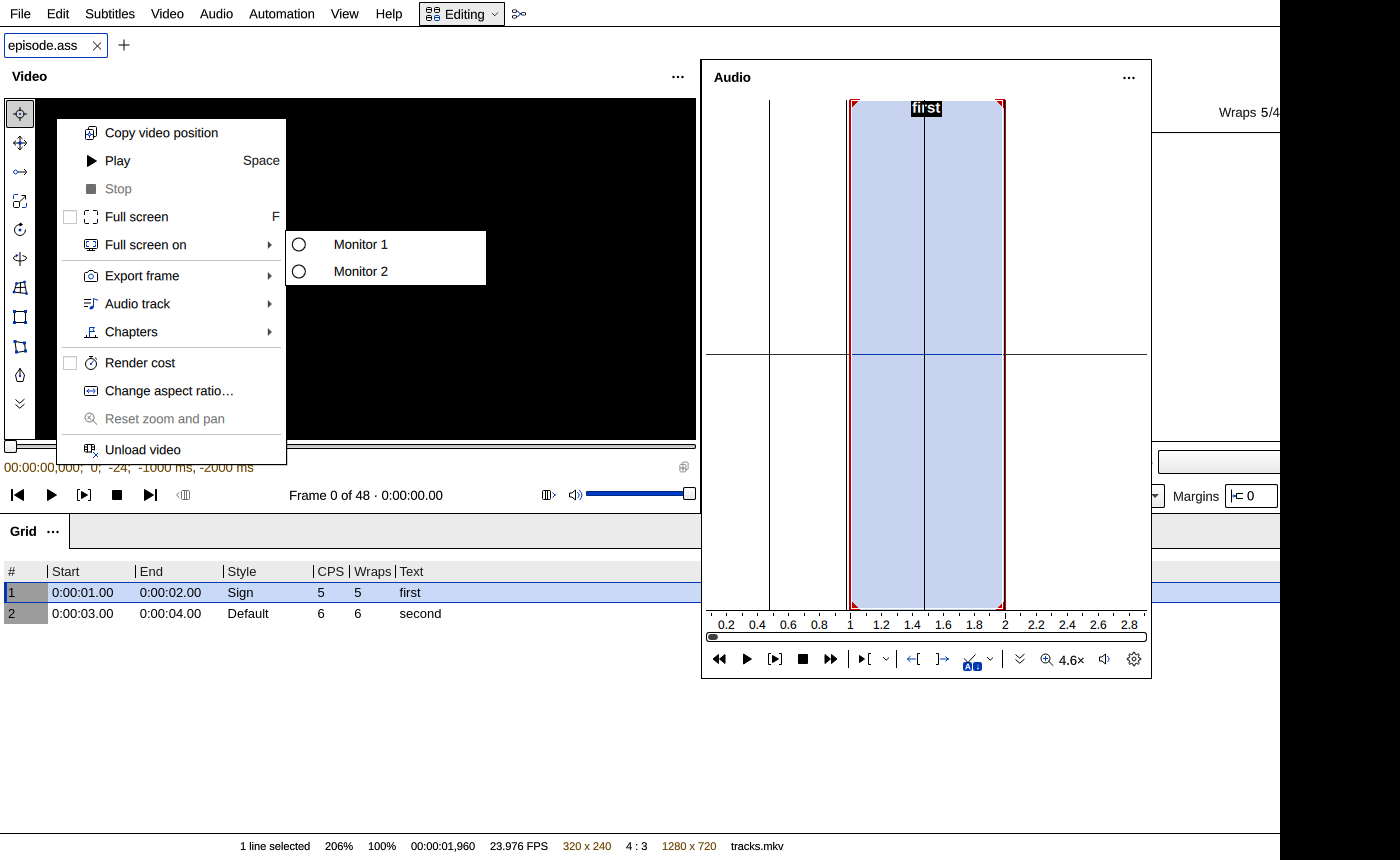 File Edit Subtitles Video Audio Automation View Help Editing
episode.ass
Video
Audio
Wraps 5/4
first
Copy video position
Play Space
Stop
Full screen F
Full screen on
Monitor 1
Monitor 2
Export frame
Audio track
Chapters
Render cost
Change aspect ratio…
Reset zoom and pan
Unload video
00:00:00,000; 0; -24; -1000 ms, -2000 ms
Frame 0 of 48 · 0:00:00.00
Margins 0
Grid
# Start End Style CPS Wraps Text
1 0:00:01.00 0:00:02.00 Sign 5 5 first
2 0:00:03.00 0:00:04.00 Default 6 6 second
0.2 0.4 0.6 0.8 1 1.2 1.4 1.6 1.8 2 2.2 2.4 2.6 2.8
A 4.6×
1 line selected 206% 100% 00:00:01,960 23.976 FPS 320 x 240 4 : 3 1280 x 720 tracks.mkv